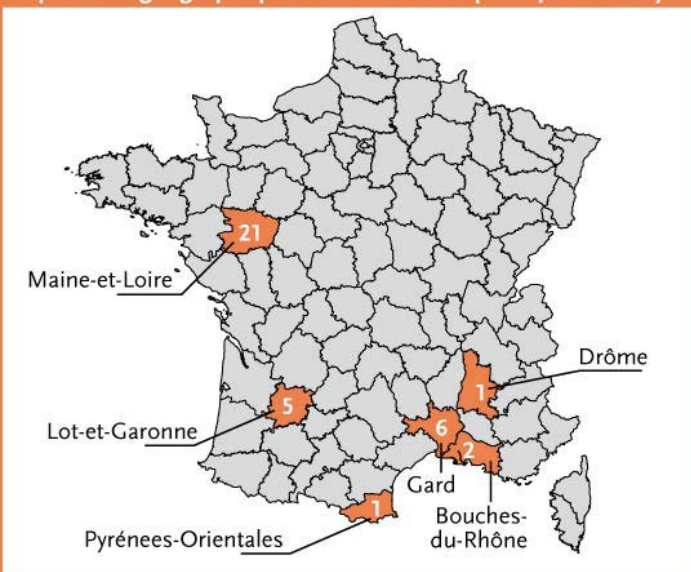 21
Maine-et-Loire
Drôme
1
5
6
Lot-et-Garonne
2
Gard
1
Bouches-
du-Rhône
Pyrénees-Orientales